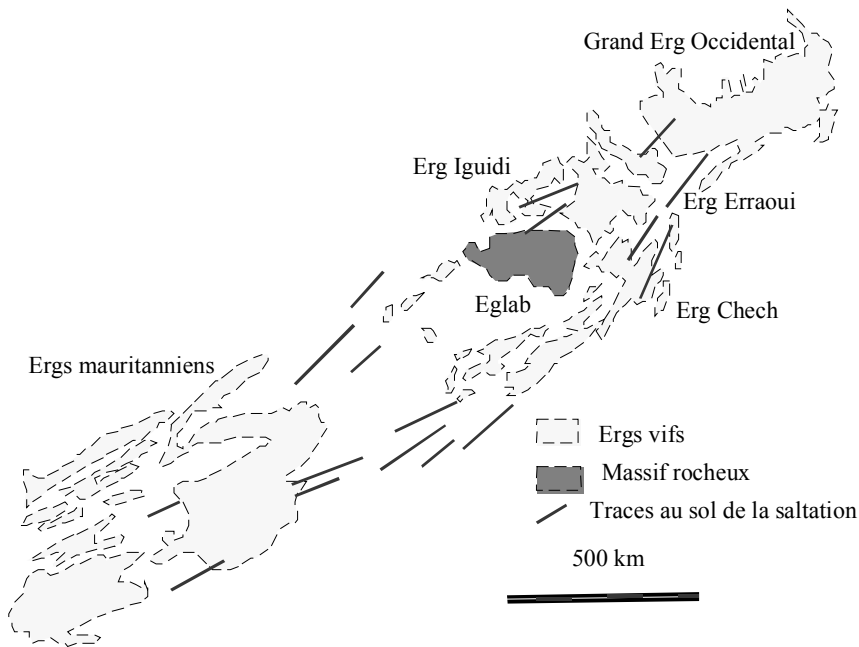 Grand Erg Occidental
Erg Iguidi
Erg Erraoui
Eglab
Erg Chech
Ergs mauritanniens
Ergs vifs
Massif rocheux
Traces au sol de la saltation
500 km